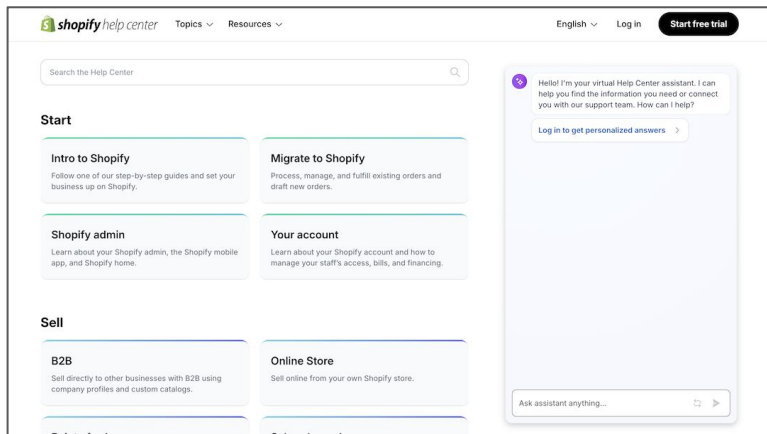 shopify help center
Topics
Resources
English
Log in
Start free trial
Search the Help Center
Start
Intro to Shopify
Follow one of our step-by-step guides and set your
business up on Shopify.
Migrate to Shopify
Process, manage, and fulfill existing orders and
draft new orders.
Shopify admin
Learn about your Shopify admin, the Shopify mobile
app, and Shopify home.
Your account
Learn about your Shopify account and how to
manage your staff's access, bills, and financing.
Sell
B2B
Sell directly to other businesses with B2B using
company profiles and custom catalogs.
Online Store
Sell online from your own Shopify store.
Hello! I'm your virtual Help Center assistant. I can
help you find the information you need or connect
you with our support team. How can I help?
Log in to get personalized answers
Ask assistant anything...